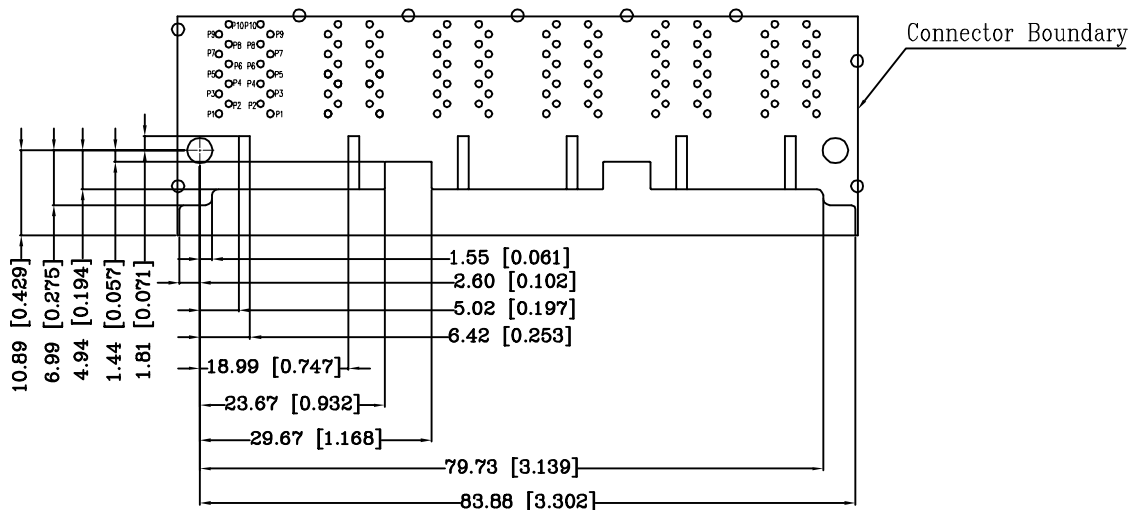 P10 P10
P9 P9
P8 P8
P7 P7
P6 P6
P5 P5
P4 P4
P3 P3
P2 P2
P1 P1
Connector Boundary
10.89 [0.429]
6.99 [0.275]
4.94 [0.194]
1.44 [0.057]
1.81 [0.071]
1.55 [0.061]
2.60 [0.102]
5.02 [0.197]
6.42 [0.253]
18.99 [0.747]
23.67 [0.932]
29.67 [1.168]
79.73 [3.139]
83.88 [3.302]